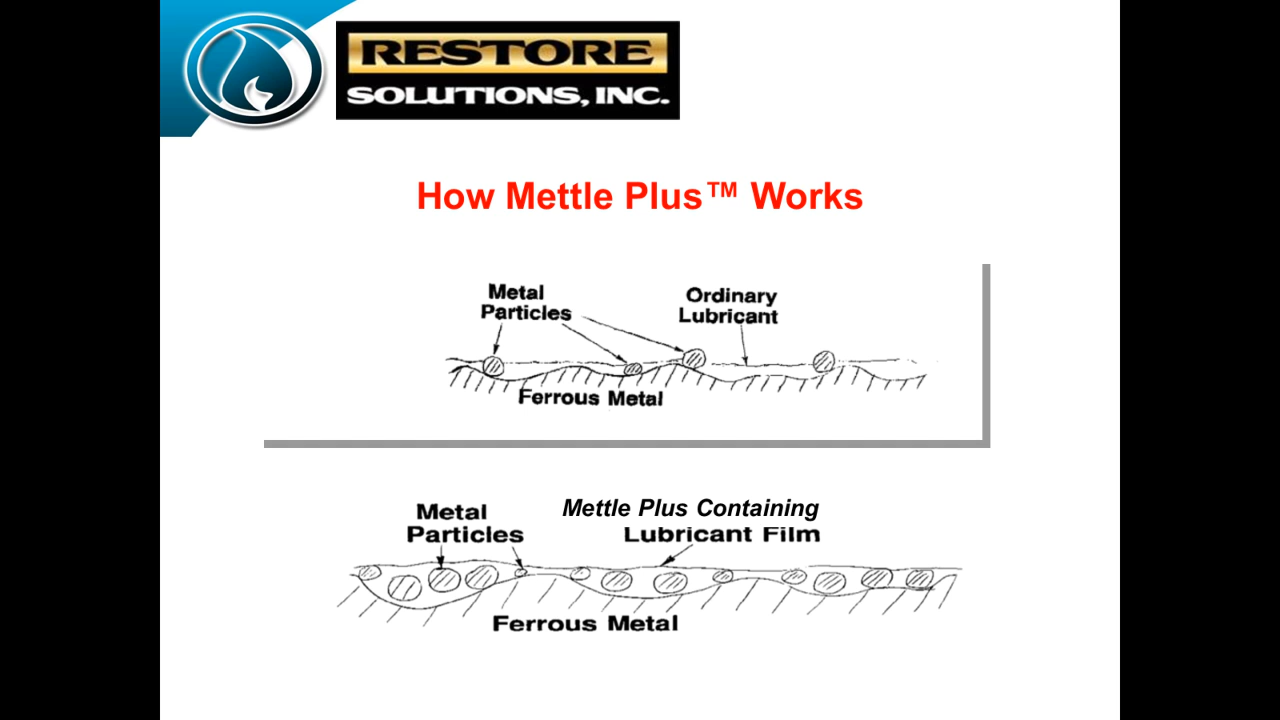 RESTORE
SOLUTIONS, INC.
How Mettle Plus™ Works
Metal
Particles
Ordinary
Lubricant
Ferrous Metal
Metal
Particles
Mettle Plus Containing
Lubricant Film
Ferrous Metal